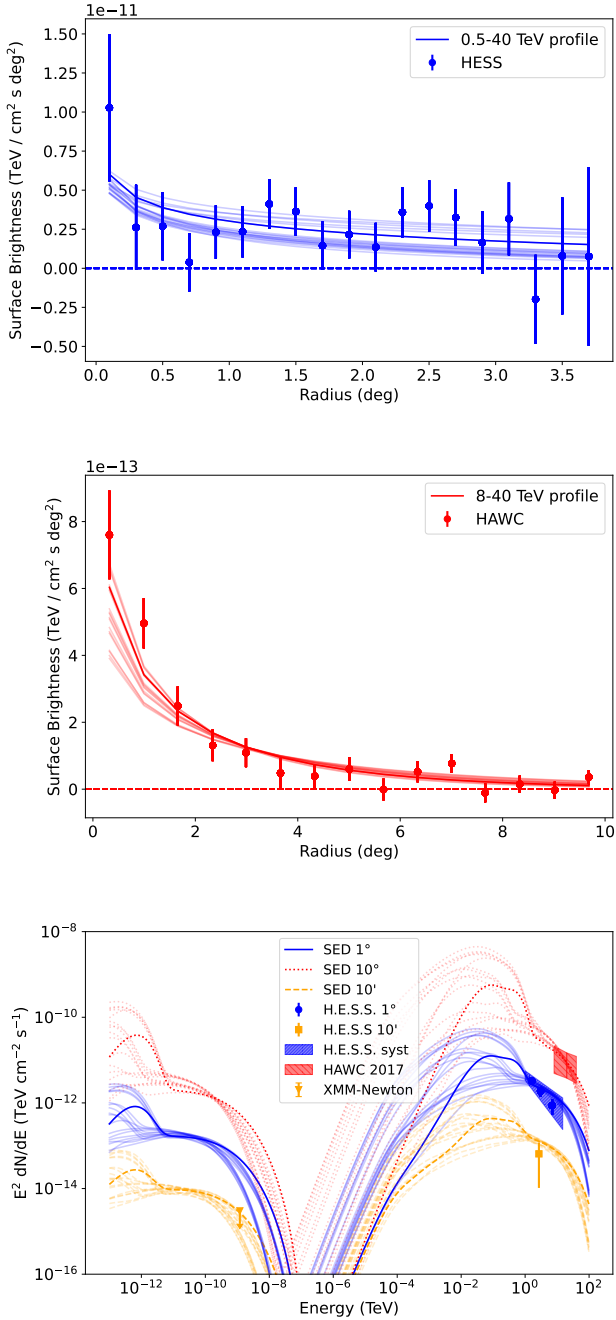 1e−11
Surface Brightness (TeV / cm² s deg²)
1.50
1.25
1.00
0.75
0.50
0.25
0.00
−0.25
−0.50
0.5-40 TeV profile
HESS
0.0 0.5 1.0 1.5 2.0 2.5 3.0 3.5
Radius (deg)
1e−13
Surface Brightness (TeV / cm² s deg²)
8
6
4
2
0
8-40 TeV profile
HAWC
0 2 4 6 8 10
Radius (deg)
E² dN/dE (TeV cm⁻² s⁻¹)
10⁻⁸
10⁻¹⁰
10⁻¹²
10⁻¹⁴
10⁻¹⁶
SED 1°
SED 10°
SED 10'
H.E.S.S. 1°
H.E.S.S 10'
H.E.S.S. syst
HAWC 2017
XMM-Newton
10⁻¹² 10⁻¹⁰ 10⁻⁸ 10⁻⁶ 10⁻⁴ 10⁻² 10⁰ 10²
Energy (TeV)